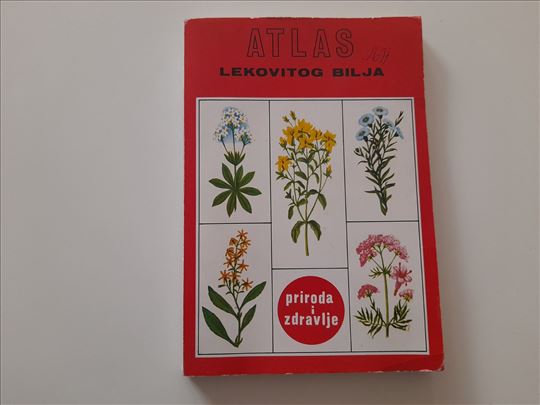 ATLAS
LEKOVITOG BILJA
priroda
i
zdravlje